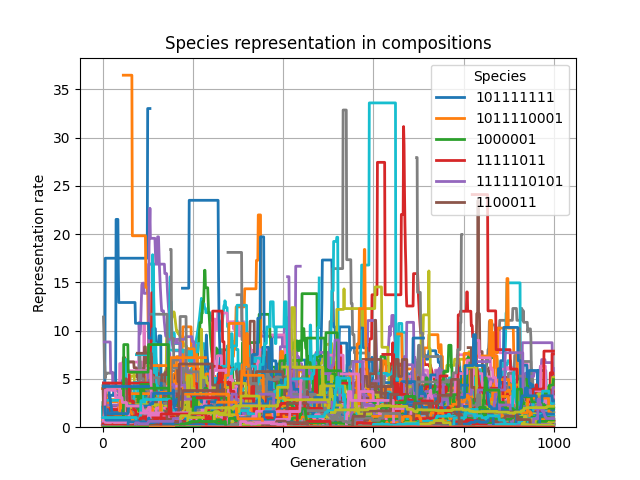 Species representation in compositions
Representation rate
35
30
25
20
15
10
5
0
Species
101111111
1011110001
1000001
11111011
1111110101
1100011
0 200 400 600 800 1000
Generation